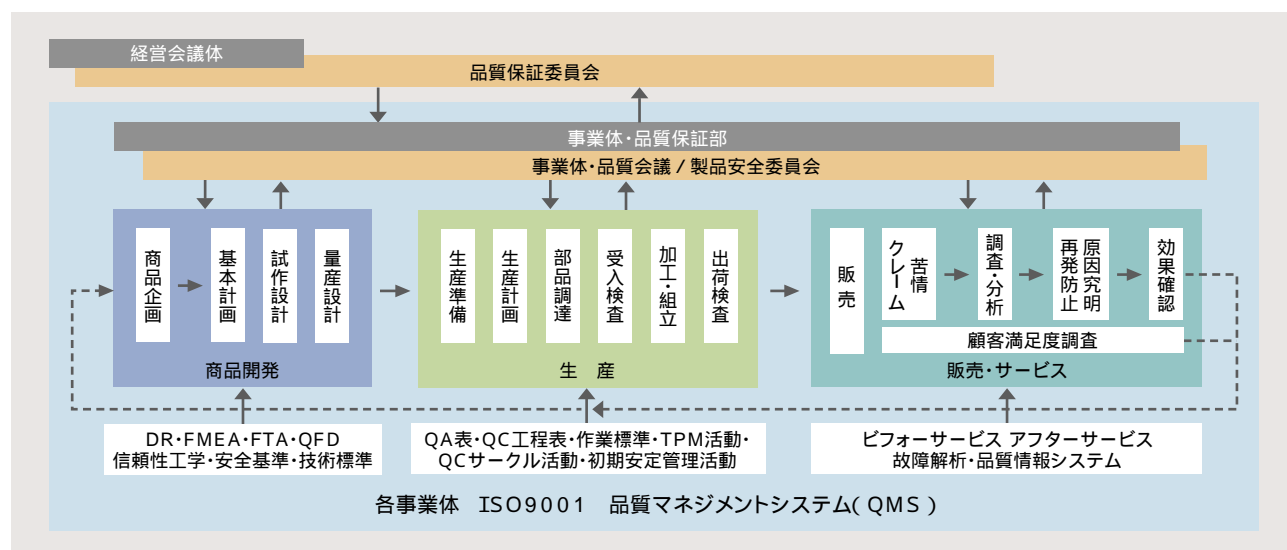 経営会議体
品質保証委員会
事業体・品質保証部
事業体・品質会議/製品安全委員会
商品企画
基本計画
試作設計
量産設計
商品開発
生産準備
生産計画
部品調達
受入検査
加工・組立
出荷検査
生 産
販売
苦情
クレーム
調査・分析
原因究明
再発防止
効果確認
顧客満足度調査
販売・サービス
DR・FMEA・FTA・QFD
信頼性工学・安全基準・技術標準
QA表・QC工程表・作業標準・TPM活動・
QCサークル活動・初期安定管理活動
ビフォーサービス アフターサービス
故障解析・品質情報システム
各事業体 ISO9001 品質マネジメントシステム(QMS)